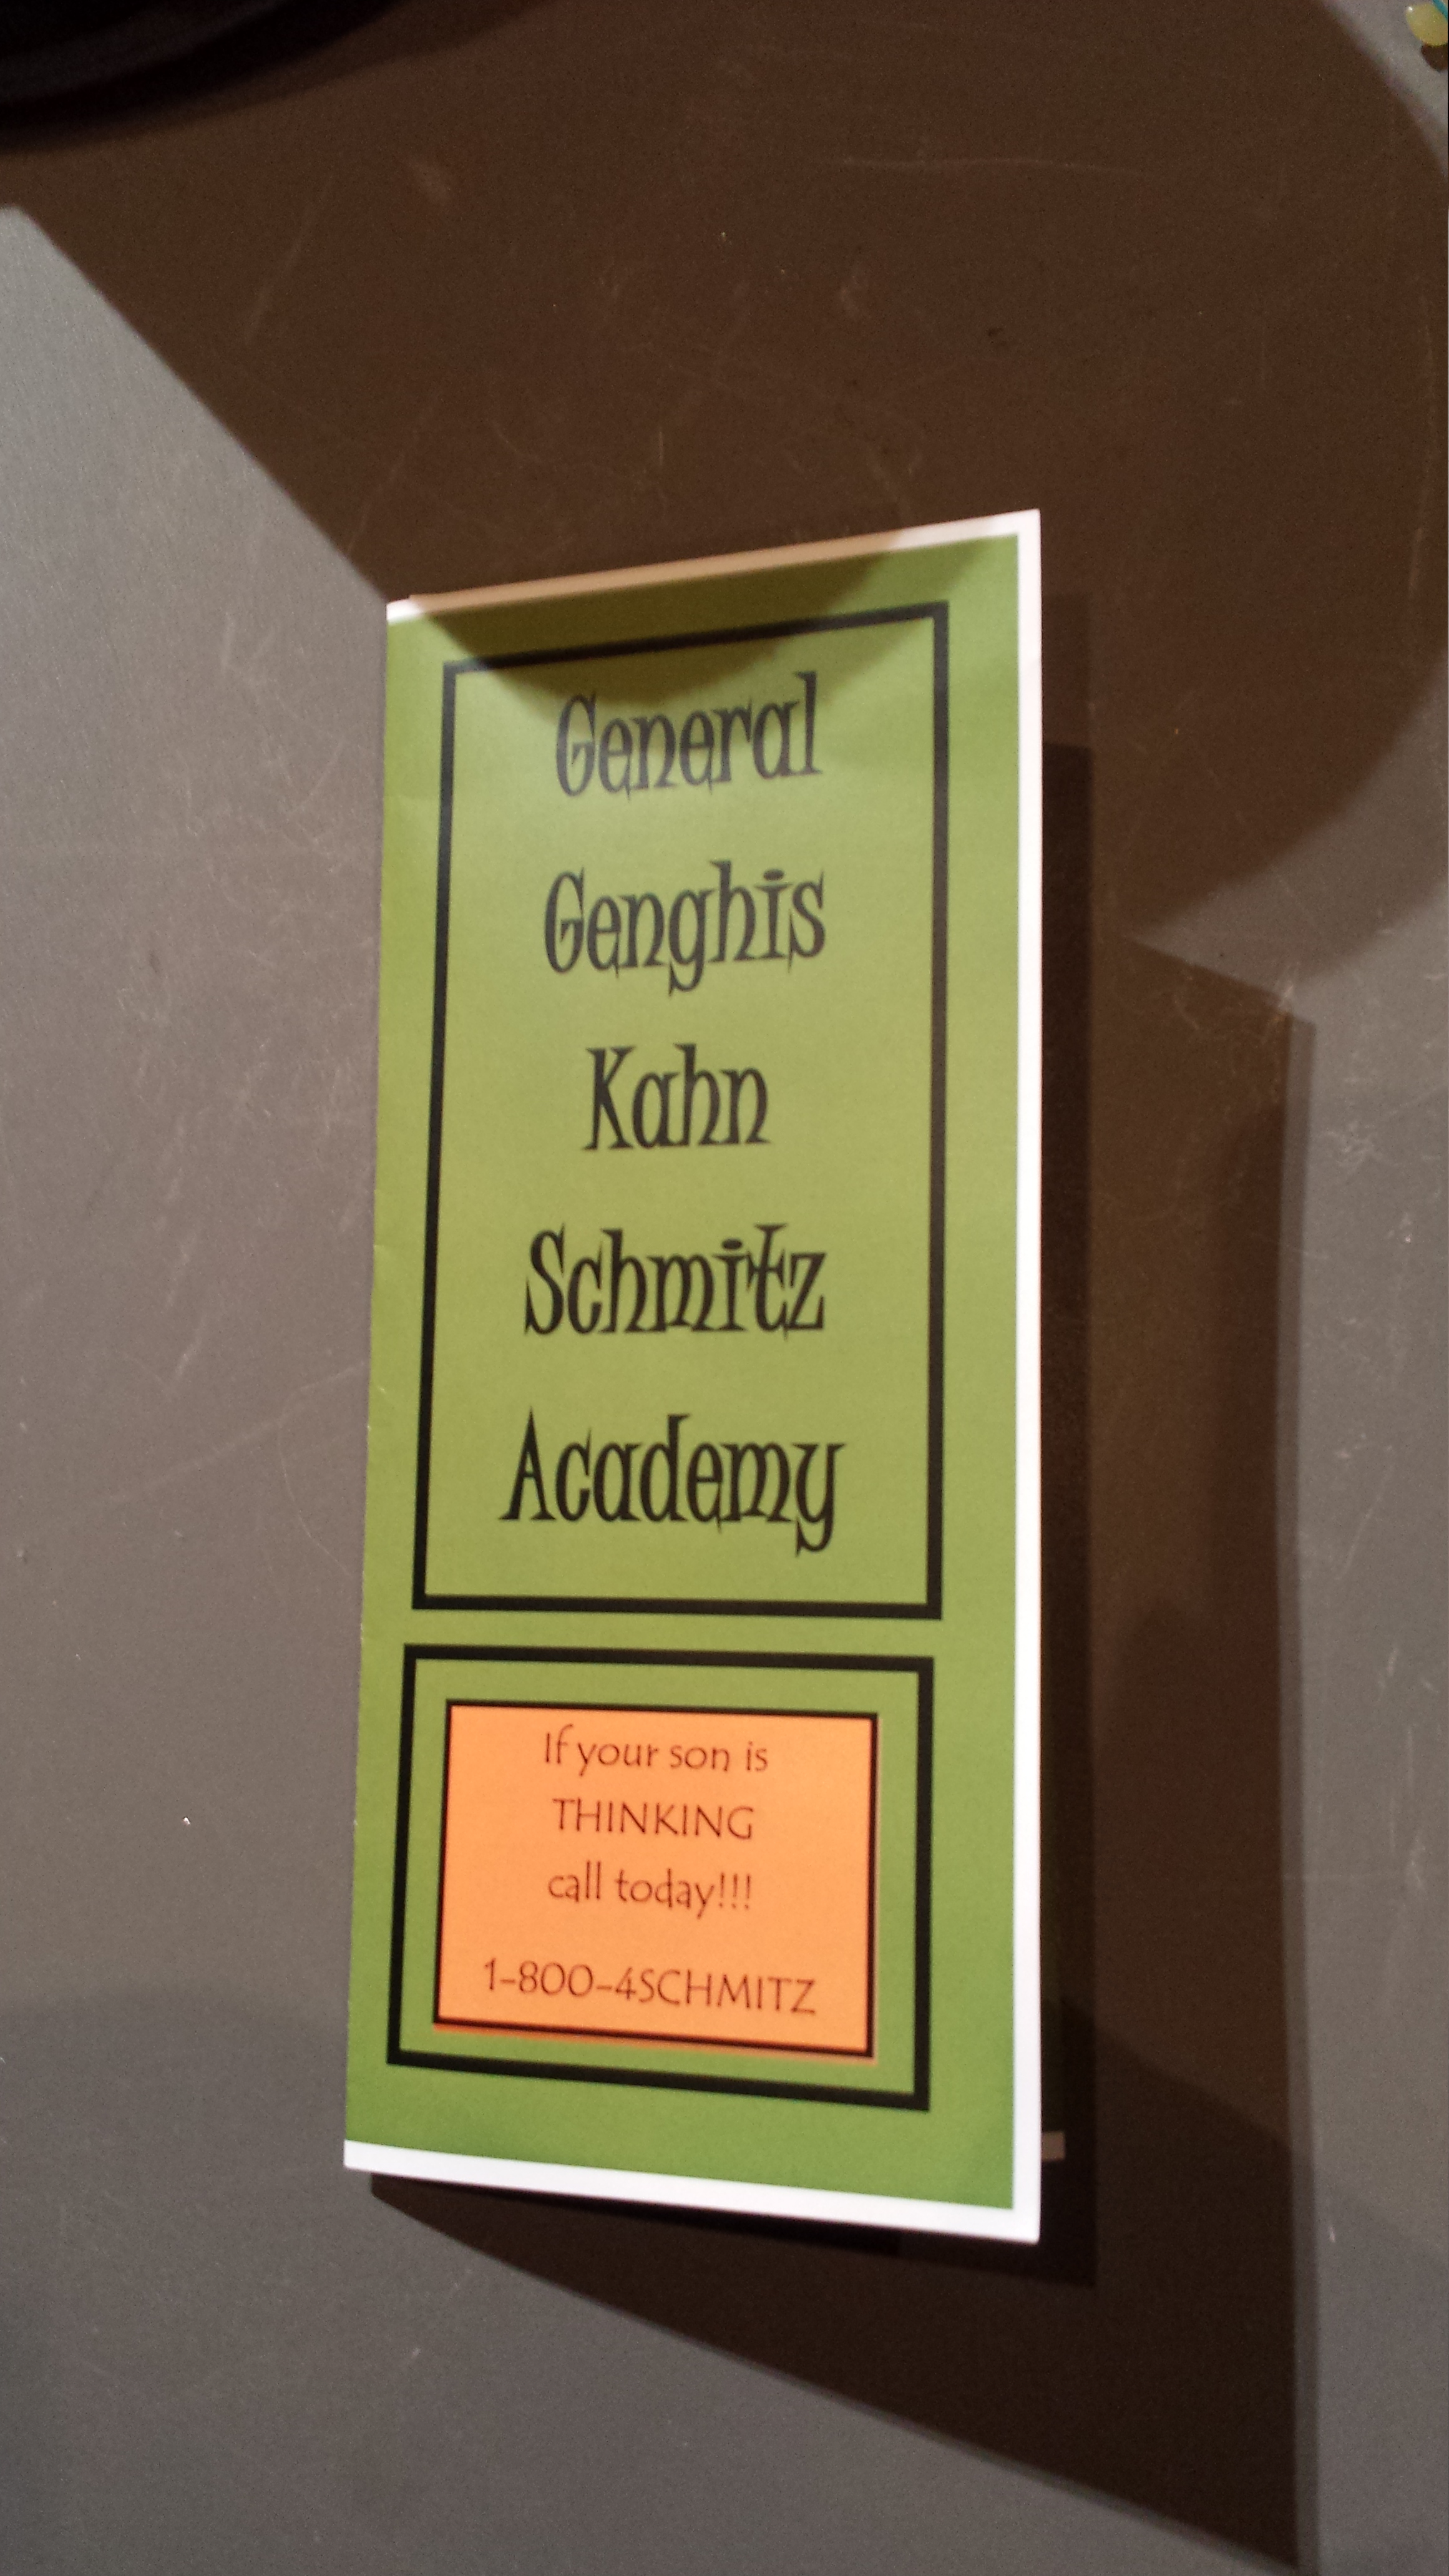 General
Genghis
Kahn
Schmitz
Academy
If your son is
THINKING
call today!!!
1-800-4SCHMITZ